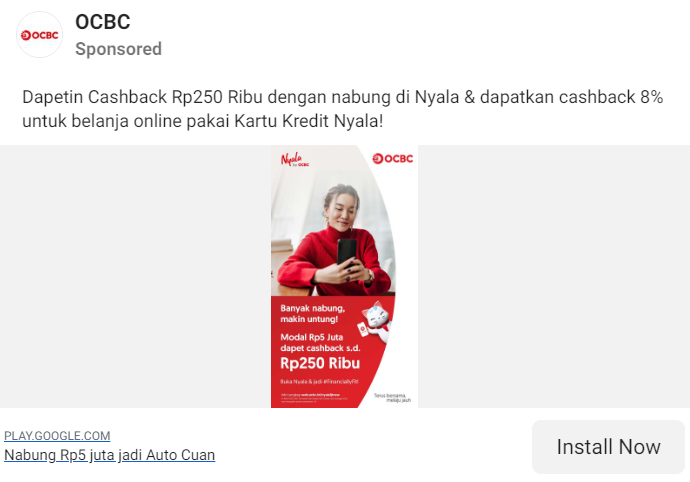 OCBC
OCBC
Sponsored
Dapetin Cashback Rp250 Ribu dengan nabung di Nyala & dapatkan cashback 8%
untuk belanja online pakai Kartu Kredit Nyala!
Nyala
by OCBC
OCBC
Banyak nabung,
makin untung!
Modal Rp5 Juta
dapet cashback s.d.
Rp250 Ribu
Buka Nyala & jadi #FinanciallyFit!
Terus bersama,
melaju jauh
PLAY.GOOGLE.COM
Nabung Rp5 juta jadi Auto Cuan
Install Now